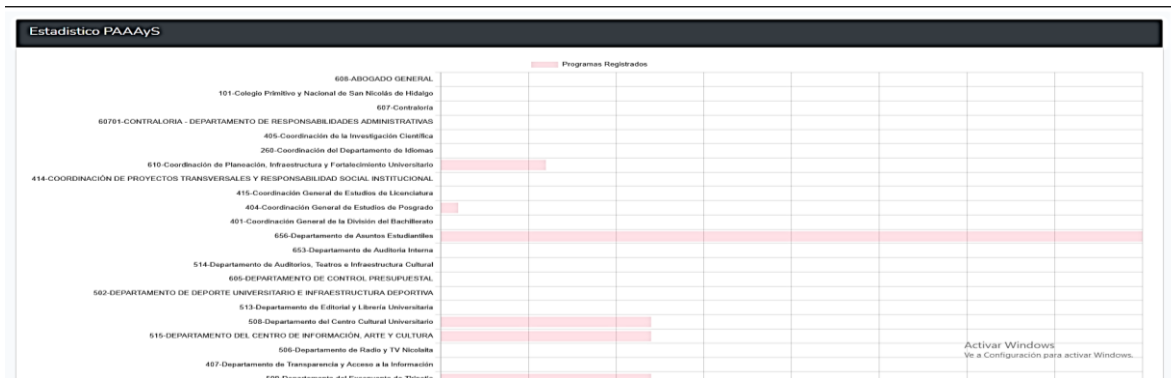 Estadístico PAAAyS
Programas Registrados
608-ABOGADO GENERAL
101-Colegio Primitivo y Nacional de San Nicolás de Hidalgo
607-Contraloría
60701-CONTRALORIA - DEPARTAMENTO DE RESPONSABILIDADES ADMINISTRATIVAS
405-Coordinación de la Investigación Científica
260-Coordinación del Departamento de Idiomas
610-Coordinación de Planeación, Infraestructura y Fortalecimiento Universitario
414-COORDINACIÓN DE PROYECTOS TRANSVERSALES Y RESPONSABILIDAD SOCIAL INSTITUCIONAL
415-Coordinación General de Estudios de Licenciatura
404-Coordinación General de Estudios de Posgrado
401-Coordinación General de la División del Bachillerato
656-Departamento de Asuntos Estudiantiles
653-Departamento de Auditoria Interna
514-Departamento de Auditorios, Teatros e Infraestructura Cultural
605-DEPARTAMENTO DE CONTROL PRESUPUESTAL
502-DEPARTAMENTO DE DEPORTE UNIVERSITARIO E INFRAESTRUCTURA DEPORTIVA
513-Departamento de Editorial y Librería Universitaria
508-Departamento del Centro Cultural Universitario
515-DEPARTAMENTO DEL CENTRO DE INFORMACIÓN, ARTE Y CULTURA
506-Departamento de Radio y TV Nicolaita
407-Departamento de Transparencia y Acceso a la Información
Activar Windows
Ve a Configuración para activar Windows.